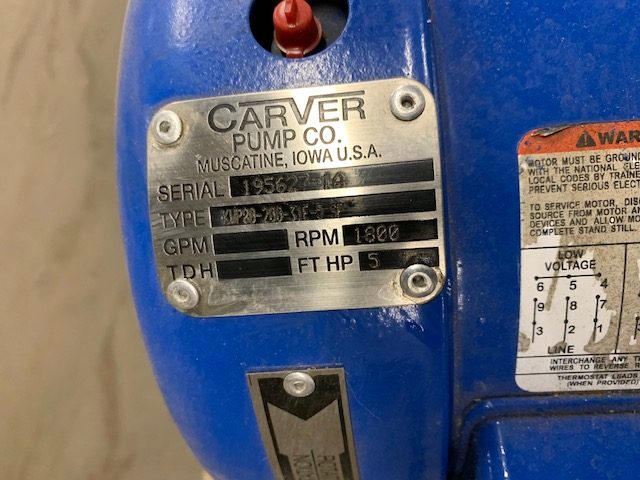 CARVER
PUMP CO.
MUSCATINE, IOWA U.S.A.
SERIAL
TYPE
GPM RPM 1800
TDH FT HP 5
WAR
MOTOR MUST BE GROUN
WITH THE NATIONAL ELE
LOCAL CODES BY TRAINE
PREVENT SERIOUS ELECT
TO SERVICE MOTOR, DISC
SOURCE FROM MOTOR AN
DEVICES AND ALLOW MO
COMPLETE STAND STILL.
LOW
VOLTAGE
6 5 4
9 8 7
3 2 1
LINE
INTERCHANGE ANY T
WIRES TO REVERSE R
THERMOSTAT LEADS
(WHEN PROVIDED)